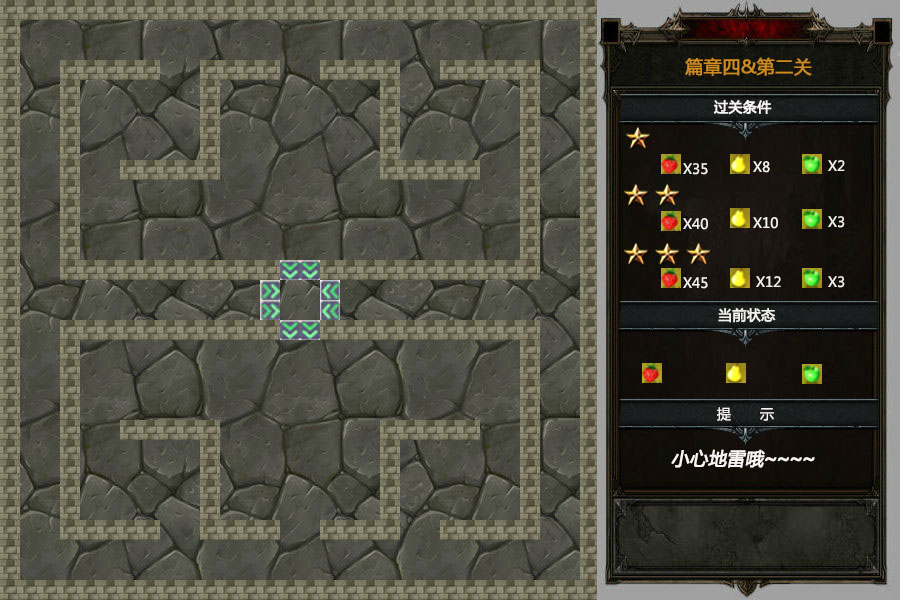 篇章四&第二关
过关条件
X35 X8 X2
X40 X10 X3
X45 X12 X3
当前状态
提 示
小心地雷哦~~~~